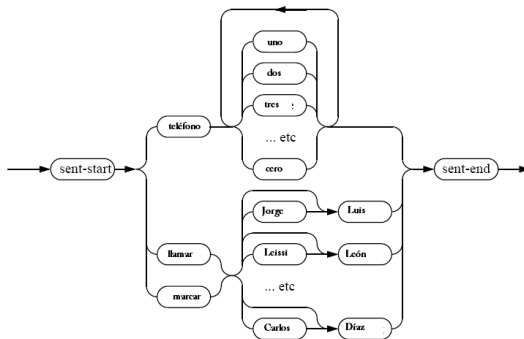 uno
dos
tres
teléfono
... etc
cero
sent-start
sent-end
Jorge
Luis
llamar
Leissi
León
marcar
... etc
Carlos
Díaz